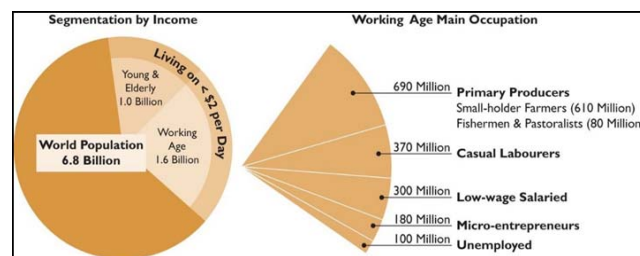 Segmentation by Income
Living on < $2 per Day
Young &
Elderly
1.0 Billion
World Population
6.8 Billion
Working
Age
1.6 Billion
Working Age Main Occupation
690 Million
Primary Producers
Small-holder Farmers (610 Million)
Fishermen & Pastoralists (80 Million
370 Million
Casual Labourers
300 Million
Low-wage Salaried
180 Million
Micro-entrepreneurs
100 Million
Unemployed